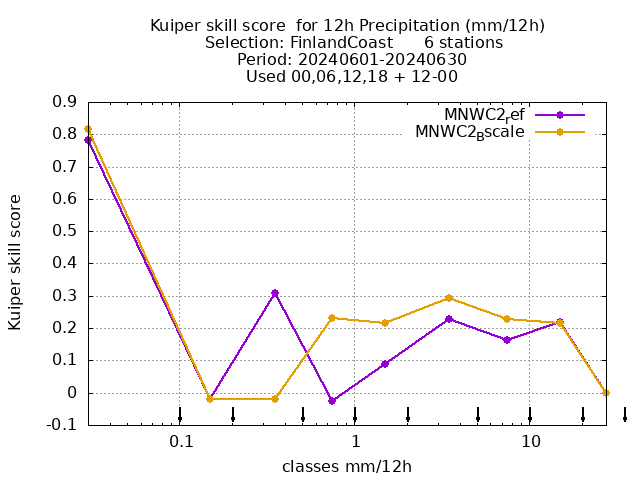 Kuiper skill score  for 12h Precipitation (mm/12h)
Selection: FinlandCoast      6 stations
Period: 20240601-20240630
Used 00,06,12,18 + 12-00
MNWC2ref
MNWC2Bscale
Kuiper skill score
0.9
0.8
0.7
0.6
0.5
0.4
0.3
0.2
0.1
0
-0.1
0.1 1 10
classes mm/12h